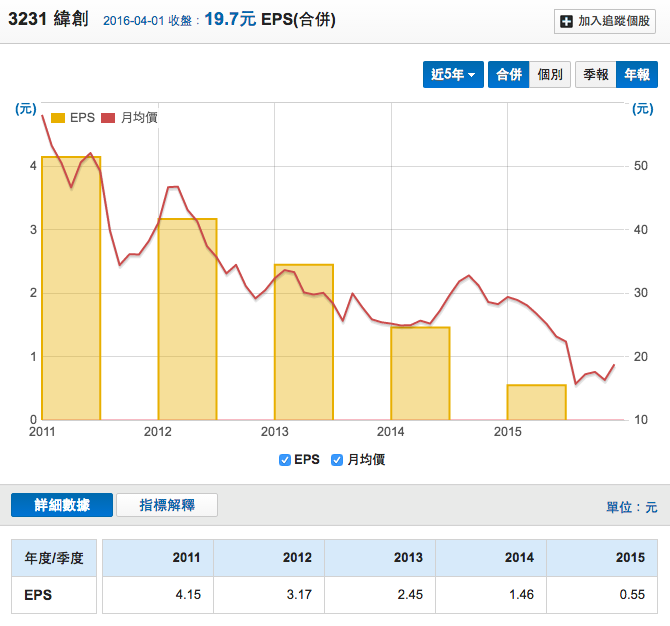 3231 緯創 2016-04-01 收盤：19.7元 EPS(合併) 加入追蹤個股
近5年 合併 個別 季報 年報
(元) (元)
EPS 月均價
4 50
3 40
2 30
1 20
0 10
2011 2012 2013 2014 2015
EPS 月均價
詳細數據 指標解釋 單位：元
年度/季度 2011 2012 2013 2014 2015
EPS 4.15 3.17 2.45 1.46 0.55